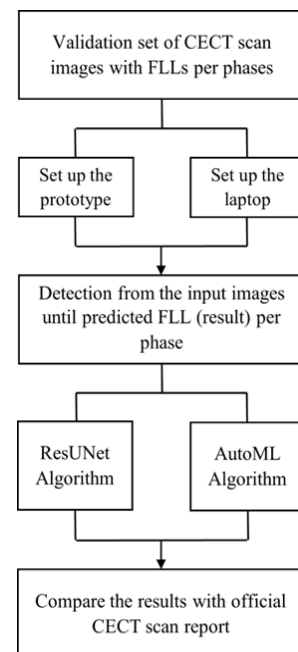 Validation set of CECT scan
images with FLLs per phases
Set up the
prototype
Set up the
laptop
Detection from the input images
until predicted FLL (result) per
phase
ResUNet
Algorithm
AutoML
Algorithm
Compare the results with official
CECT scan report